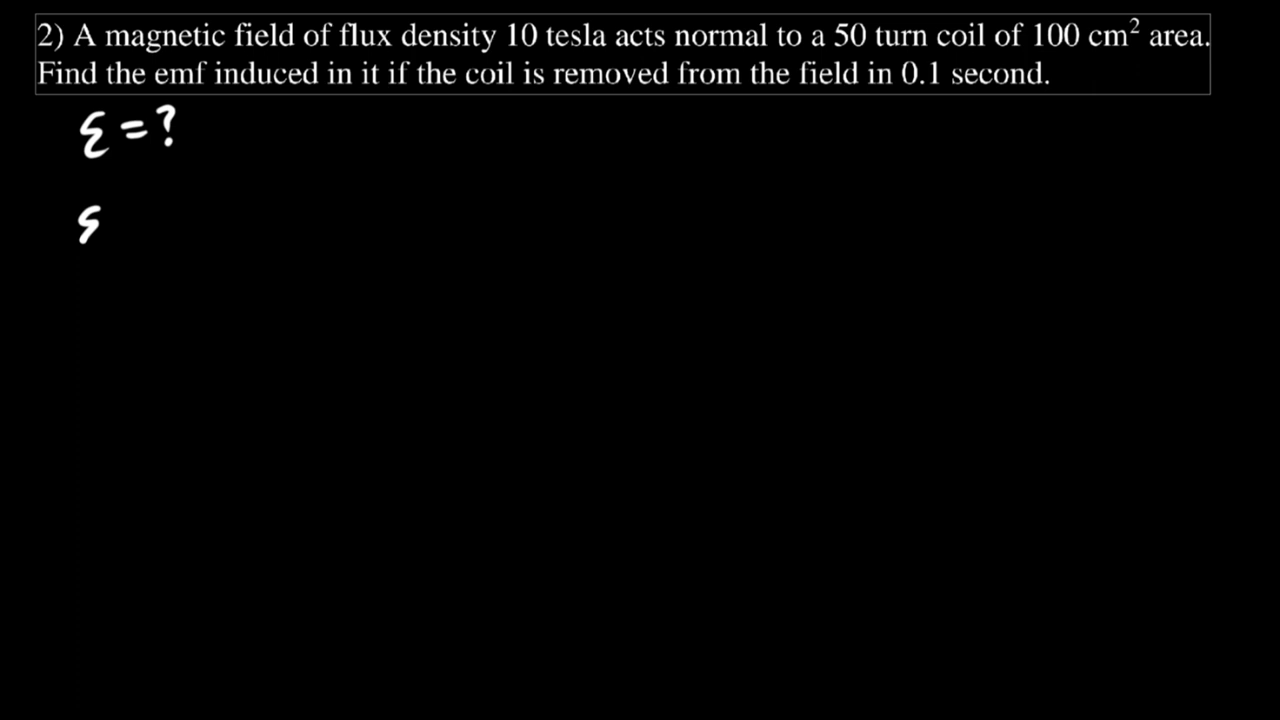 2) A magnetic field of flux density 10 tesla acts normal to a 50 turn coil of 100 cm² area.
Find the emf induced in it if the coil is removed from the field in 0.1 second.
ε = ?